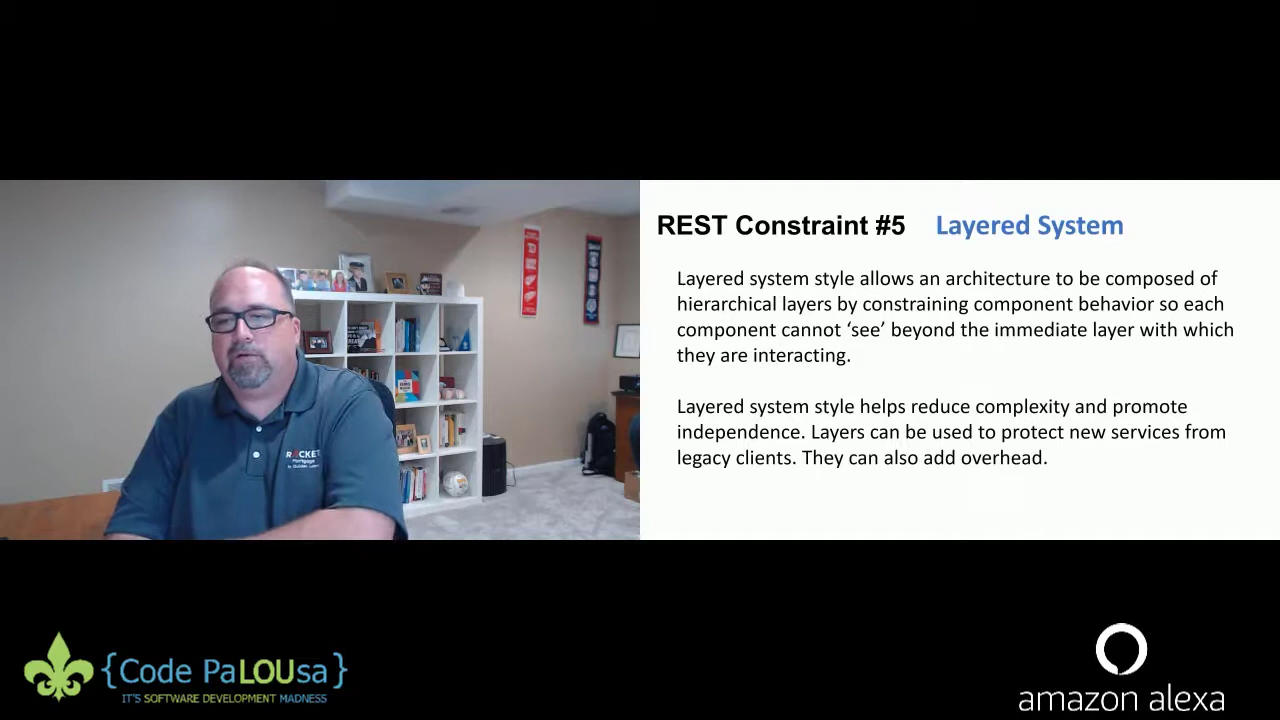 REST Constraint #5 Layered System
Layered system style allows an architecture to be composed of
hierarchical layers by constraining component behavior so each
component cannot ‘see’ beyond the immediate layer with which
they are interacting.
Layered system style helps reduce complexity and promote
independence. Layers can be used to protect new services from
legacy clients. They can also add overhead.
ROCKET
Mortgage
{Code PaLOUsa}
IT'S SOFTWARE DEVELOPMENT MADNESS
amazon alexa